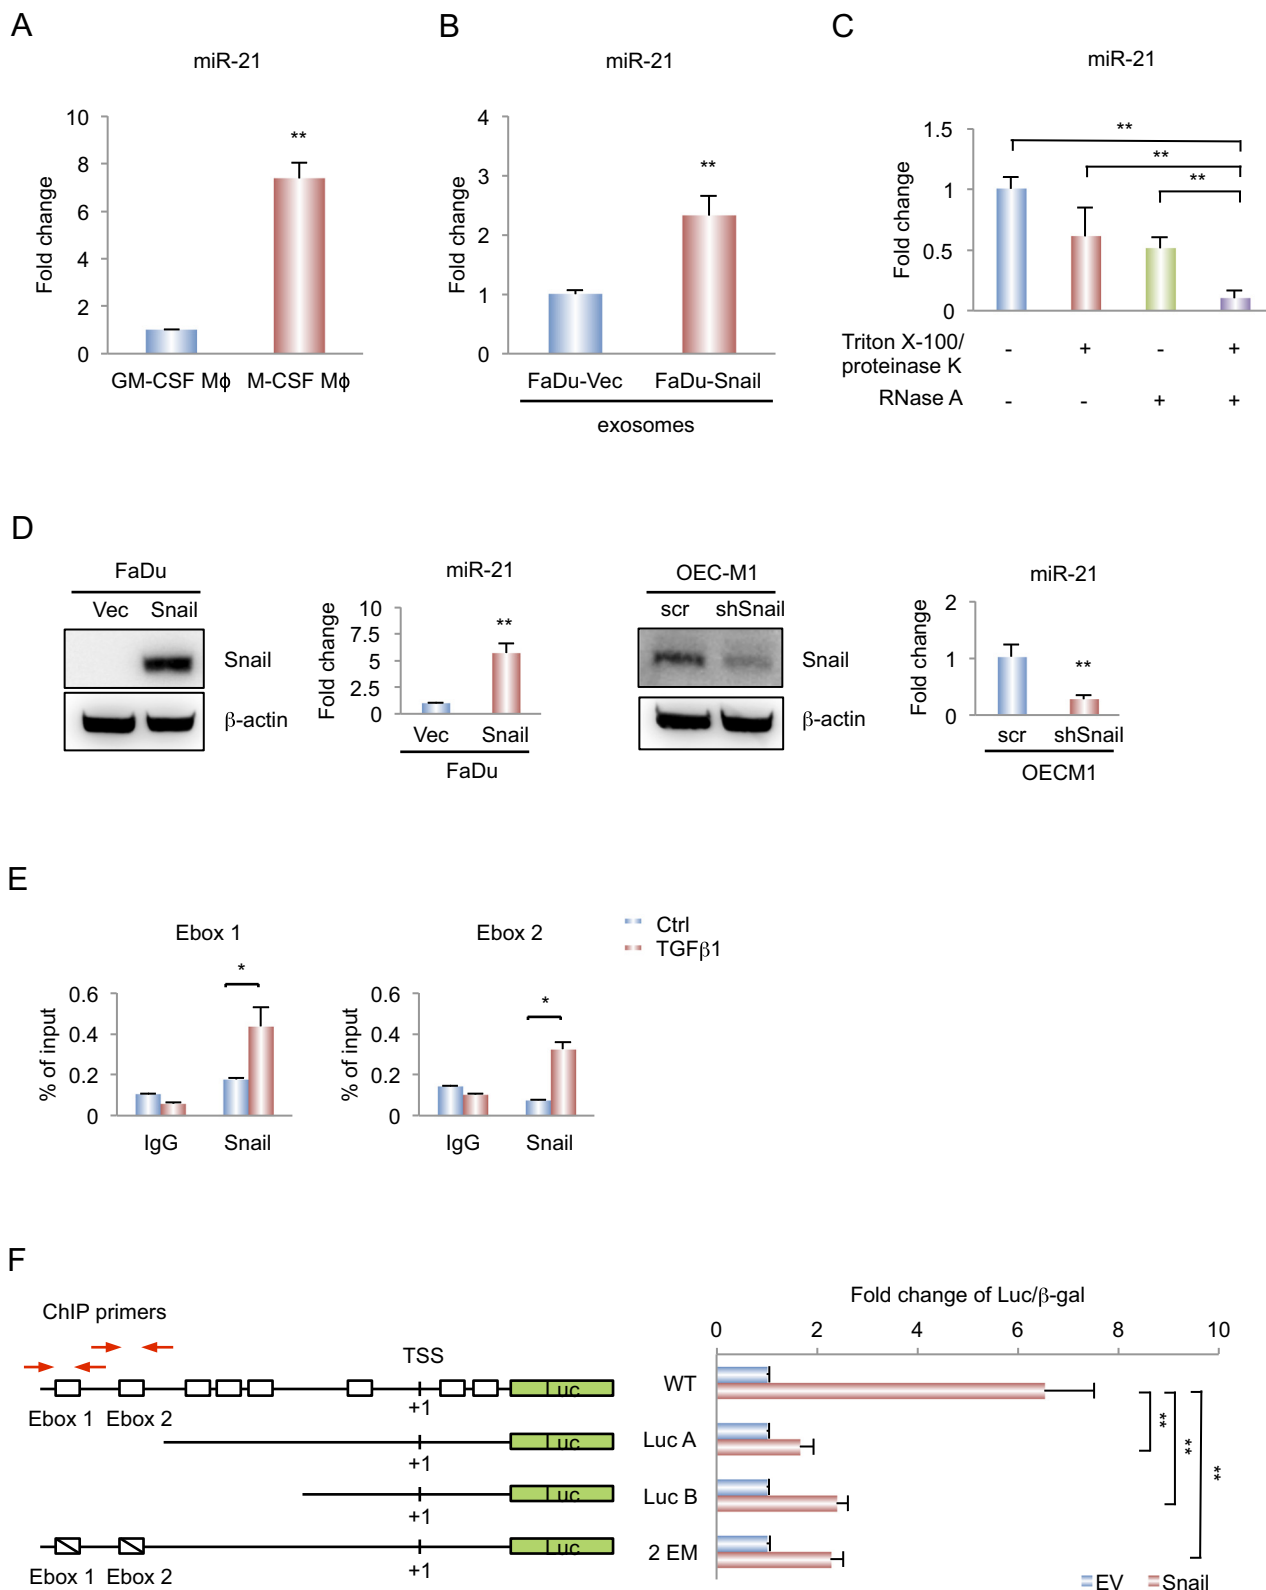 A
miR-21
Fold change
10
8
6
4
2
0
**
GM-CSF Mϕ
M-CSF Mϕ
B
miR-21
Fold change
4
3
2
1
0
**
FaDu-Vec
FaDu-Snail
exosomes
C
miR-21
Fold change
1.5
1
0.5
0
**
**
**
Triton X-100/
proteinase K
- + - +
RNase A
- - + +
D
FaDu
Vec Snail
Snail
β-actin
miR-21
Fold change
10
7.5
5
2.5
0
**
Vec Snail
FaDu
OEC-M1
scr shSnail
Snail
β-actin
miR-21
Fold change
2
1
0
**
scr shSnail
OECM1
E
Ebox 1
% of input
0.6
0.4
0.2
0
*
IgG Snail
Ebox 2
% of input
0.6
0.4
0.2
0
*
IgG Snail
Ctrl
TGFβ1
F
ChIP primers
TSS
+1
Ebox 1 Ebox 2
UC
+1
UC
+1
UC
+1
UC
Ebox 1 Ebox 2
Fold change of Luc/β-gal
0 2 4 6 8 10
WT
Luc A
Luc B
2 EM
**
**
**
EV Snail